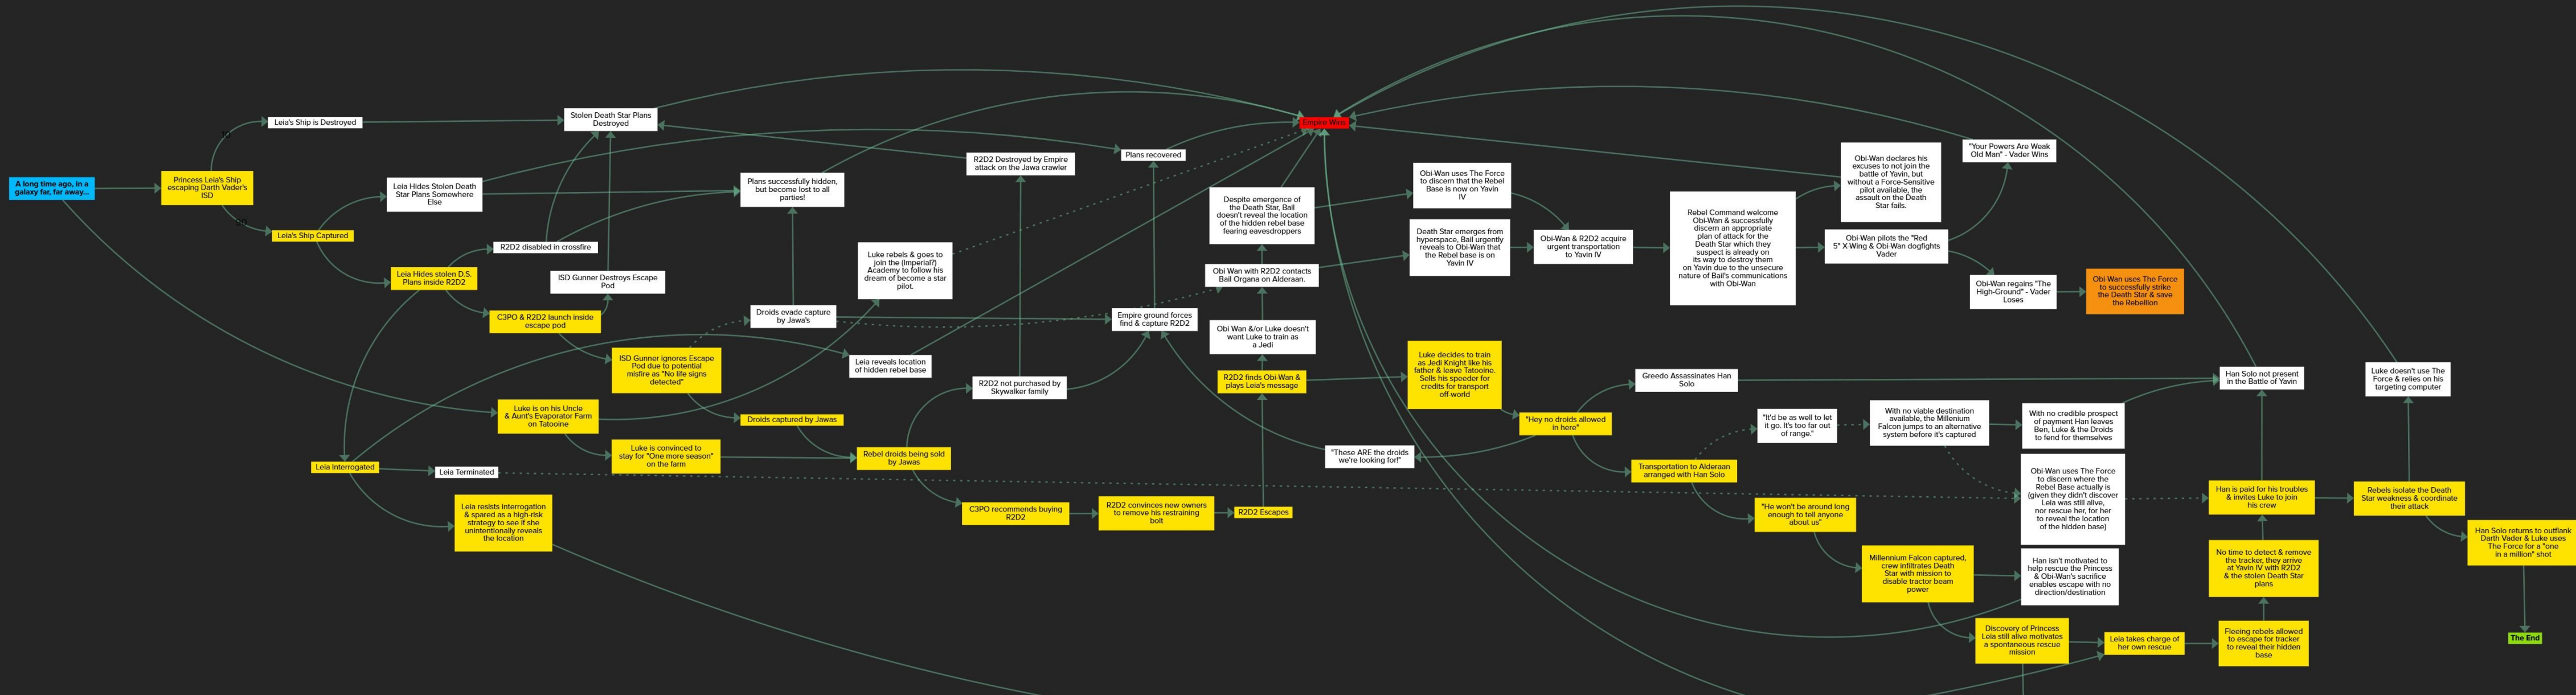 A long time ago, in a
galaxy far, far away...
Princess Leia's Ship
escaping Darth Vader's
ISD
Leia's Ship is Destroyed
Leia's Ship Captured
Leia Hides Stolen Death
Star Plans Somewhere
Else
Leia Hides stolen D.S.
Plans inside R2D2
Leia Interrogated
Leia Terminated
Leia resists interrogation
& spared as a high-risk
strategy to see if she
unintentionally reveals
the location
Stolen Death Star Plans
Destroyed
R2D2 disabled in crossfire
ISD Gunner Destroys Escape
Pod
C3PO & R2D2 launch inside
escape pod
ISD Gunner ignores Escape
Pod due to potential
misfire as "No life signs
detected"
Luke is on his Uncle
& Aunt's Evaporator Farm
on Tatooine
Luke is convinced to
stay for "One more season"
on the farm
Plans successfully hidden,
but become lost to all
parties!
Droids evade capture
by Jawa's
Droids captured by Jawas
Luke rebels & goes to
join the (Imperial?)
Academy to follow his
dream of become a star
pilot.
Leia reveals location
of hidden rebel base
Rebel droids being sold
by Jawas
R2D2 Destroyed by Empire
attack on the Jawa crawler
R2D2 not purchased by
Skywalker family
C3PO recommends buying
R2D2
Plans recovered
Empire ground forces
find & capture R2D2
R2D2 convinces new owners
to remove his restraining
bolt
R2D2 Escapes
Empire Wins
Despite emergence of
the Death Star, Bail
doesn't reveal the location
of the hidden rebel base
fearing eavesdroppers
Obi Wan with R2D2 contacts
Bail Organa on Alderaan.
Obi Wan &/or Luke doesn't
want Luke to train as
a Jedi
R2D2 finds Obi-Wan &
plays Leia's message
"These ARE the droids
we're looking for!"
Obi-Wan uses The Force
to discern that the Rebel
Base is now on Yavin
IV
Death Star emerges from
hyperspace, Bail urgently
reveals to Obi-Wan that
the Rebel base is on
Yavin IV
Luke decides to train
as Jedi Knight like his
father & leave Tatooine.
Sells his speeder for
credits for transport
off-world
"Hey no droids allowed
in here"
Obi-Wan & R2D2 acquire
urgent transportation
to Yavin IV
Greedo Assassinates Han
Solo
Transportation to Alderaan
arranged with Han Solo
Rebel Command welcome
Obi-Wan & successfully
discern an appropriate
plan of attack for the
Death Star which they
suspect is already on
its way to destroy them
on Yavin due to the unsecure
nature of Bail's communications
with Obi-Wan
Obi-Wan declares his
excuses to not join the
battle of Yavin, but
without a Force-Sensitive
pilot available, the
assault on the Death
Star fails.
Obi-Wan pilots the "Red
5" X-Wing & Obi-Wan dogfights
Vader
"Your Powers Are Weak
Old Man" - Vader Wins
Obi-Wan regains "The
High-Ground" - Vader
Loses
Obi-Wan uses The Force
to successfully strike
the Death Star & save
the Rebellion
"It'd be as well to let
it go. It's too far out
of range."
With no viable destination
available, the Millenium
Falcon jumps to an alternative
system before it's captured
With no credible prospect
of payment Han leaves
Ben, Luke & the Droids
to fend for themselves
"He won't be around long
enough to tell anyone
about us"
Millennium Falcon captured,
crew infiltrates Death
Star with mission to
disable tractor beam
power
Obi-Wan uses The Force
to discern where the
Rebel Base actually is
(given they didn't discover
Leia was still alive,
nor rescue her, for her
to reveal the location
of the hidden base)
Han isn't motivated to
help rescue the Princess
& Obi-Wan's sacrifice
enables escape with no
direction/destination
Discovery of Princess
Leia still alive motivates
a spontaneous rescue
mission
Leia takes charge of
her own rescue
Fleeing rebels allowed
to escape for tracker
to reveal their hidden
base
No time to detect & remove
the tracker, they arrive
at Yavin IV with R2D2
& the stolen Death Star
plans
Han is paid for his troubles
& invites Luke to join
his crew
Han Solo not present
in the Battle of Yavin
Luke doesn't use The
Force & relies on his
targeting computer
Rebels isolate the Death
Star weakness & coordinate
their attack
Han Solo returns to outflank
Darth Vader & Luke uses
The Force for a "one
in a million" shot
The End